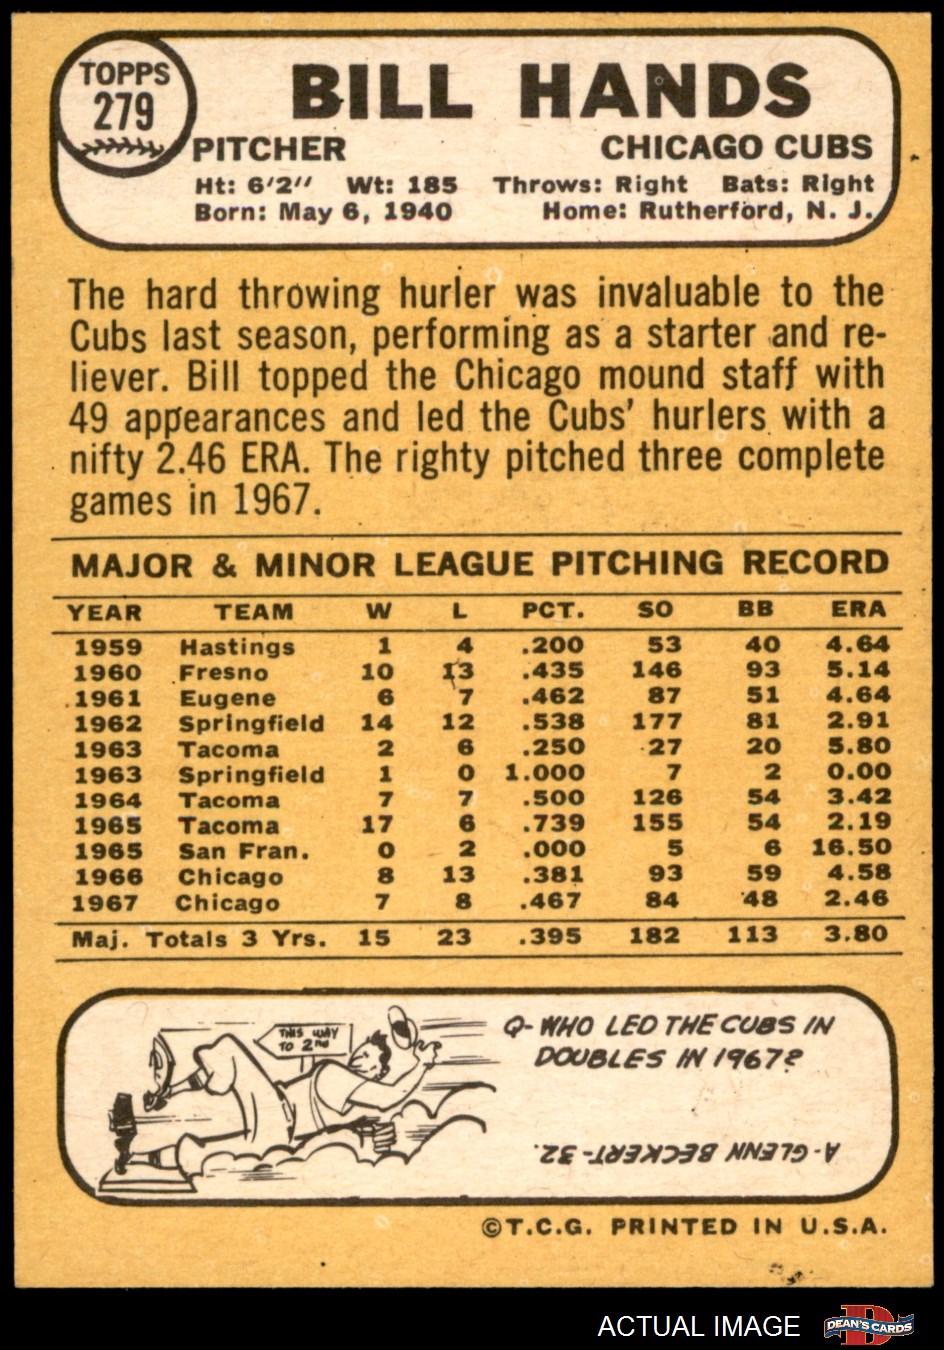 TOPPS
279
BILL HANDS
PITCHER CHICAGO CUBS
Ht: 6'2" Wt: 185 Throws: Right Bats: Right
Born: May 6, 1940 Home: Rutherford, N. J.
The hard throwing hurler was invaluable to the
Cubs last season, performing as a starter and re-
liever. Bill topped the Chicago mound staff with
49 appearances and led the Cubs' hurlers with a
nifty 2.46 ERA. The righty pitched three complete
games in 1967.
MAJOR & MINOR LEAGUE PITCHING RECORD
YEAR TEAM W L PCT. SO BB ERA
1959 Hastings 1 4 .200 53 40 4.64
1960 Fresno 10 13 .435 146 93 5.14
1961 Eugene 6 7 .462 87 51 4.64
1962 Springfield 14 12 .538 177 81 2.91
1963 Tacoma 2 6 .250 27 20 5.80
1963 Springfield 1 0 1.000 7 2 0.00
1964 Tacoma 7 7 .500 126 54 3.42
1965 Tacoma 17 6 .739 155 54 2.19
1965 San Fran. 0 2 .000 5 6 16.50
1966 Chicago 8 13 .381 93 59 4.58
1967 Chicago 7 8 .467 84 48 2.46
Maj. Totals 3 Yrs. 15 23 .395 182 113 3.80
THIS WAY
TO 2ND
Q-WHO LED THE CUBS IN
DOUBLES IN 1967?
A-GLENN BECKERT-32.
©T.C.G. PRINTED IN U.S.A.
ACTUAL IMAGE DEAN'S CARDS